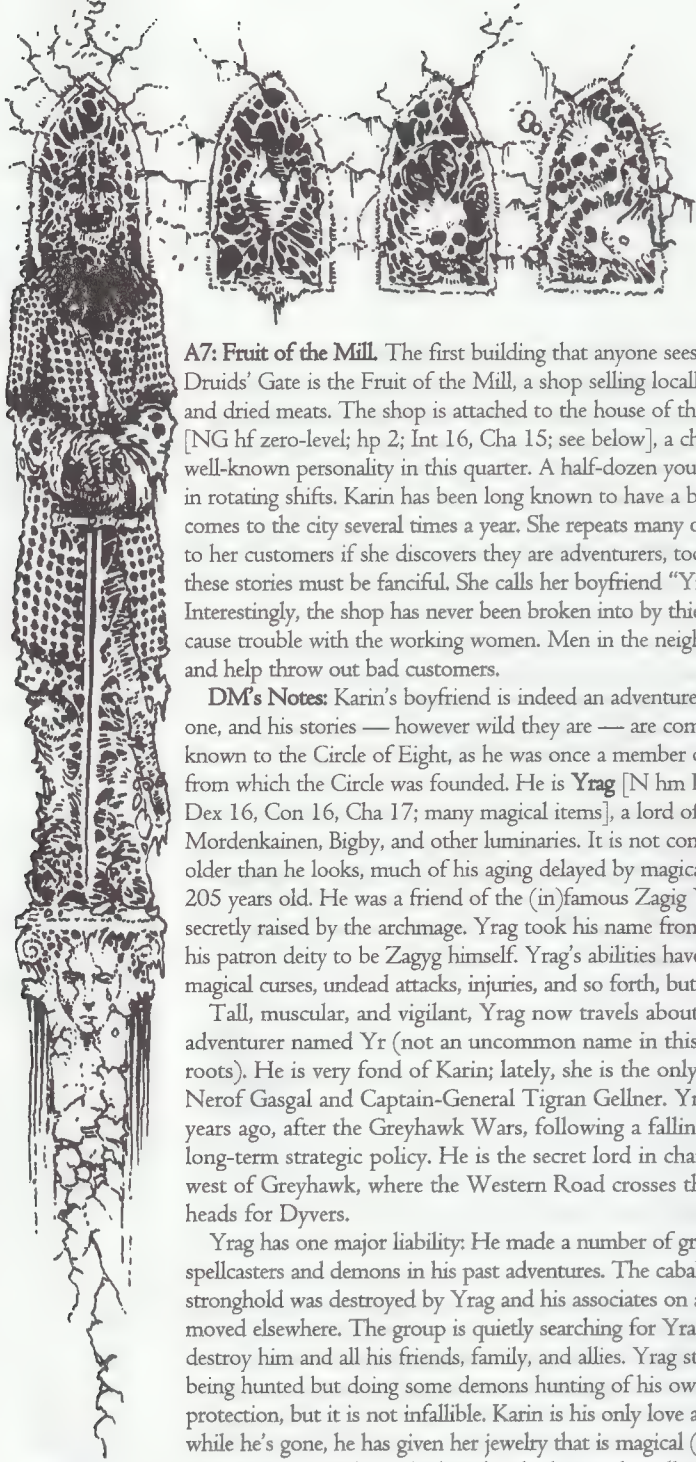 A7: Fruit of the Mill. The first building that anyone sees
Druids' Gate is the Fruit of the Mill, a shop selling locall
and dried meats. The shop is attached to the house of th
[NG hf zero-level; hp 2; Int 16, Cha 15; see below], a ch
well-known personality in this quarter. A half-dozen you
in rotating shifts. Karin has been long known to have a b
comes to the city several times a year. She repeats many o
to her customers if she discovers they are adventurers, too
these stories must be fanciful. She calls her boyfriend “Y
Interestingly, the shop has never been broken into by thie
cause trouble with the working women. Men in the neigh
and help throw out bad customers.
DM's Notes: Karin's boyfriend is indeed an adventure
one, and his stories — however wild they are — are com
known to the Circle of Eight, as he was once a member o
from which the Circle was founded. He is Yrag [N hm
Dex 16, Con 16, Cha 17; many magical items], a lord of
Mordenkainen, Bigby, and other luminaries. It is not com
older than he looks, much of his aging delayed by magica
205 years old. He was a friend of the (in)famous Zagig
secretly raised by the archmage. Yrag took his name from
his patron deity to be Zagyg himself. Yrag's abilities have
magical curses, undead attacks, injuries, and so forth, but
Tall, muscular, and vigilant, Yrag now travels about
adventurer named Yr (not an uncommon name in this
roots). He is very fond of Karin; lately, she is the only
Nerof Gasgal and Captain-General Tigran Gellner. Yr
years ago, after the Greyhawk Wars, following a fallin
long-term strategic policy. He is the secret lord in cha
west of Greyhawk, where the Western Road crosses th
heads for Dyvers.
Yrag has one major liability: He made a number of gr
spellcasters and demons in his past adventures. The caba
stronghold was destroyed by Yrag and his associates on
moved elsewhere. The group is quietly searching for Yra
destroy him and all his friends, family, and allies. Yrag st
being hunted but doing some demons hunting of his ow
protection, but it is not infallible. Karin is his only love a
while he's gone, he has given her jewelry that is magical (